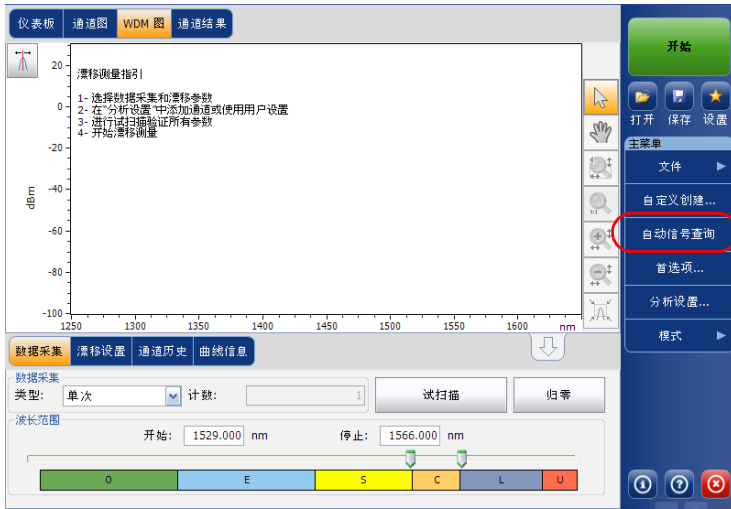 仪表板 通道图 WDM 图 通道结果
漂移测量指引
1- 选择数据采集和漂移参数
2- 在“分析设置”中添加通道或使用用户设置
3- 进行试扫描验证所有参数
4- 开始漂移测量
dBm
20
0
-20
-40
-60
-80
-100
1250 1300 1350 1400 1450 1500 1550 1600 nm
1:1
数据采集 漂移设置 通道历史 曲线信息
数据采集
类型: 单次 计数: 1 试扫描 归零
波长范围
开始: 1529.000 nm 停止: 1566.000 nm
O E S C L U
开始
打开 保存 设置
主菜单
文件
自定义创建...
自动信号查询
首选项...
分析设置...
模式